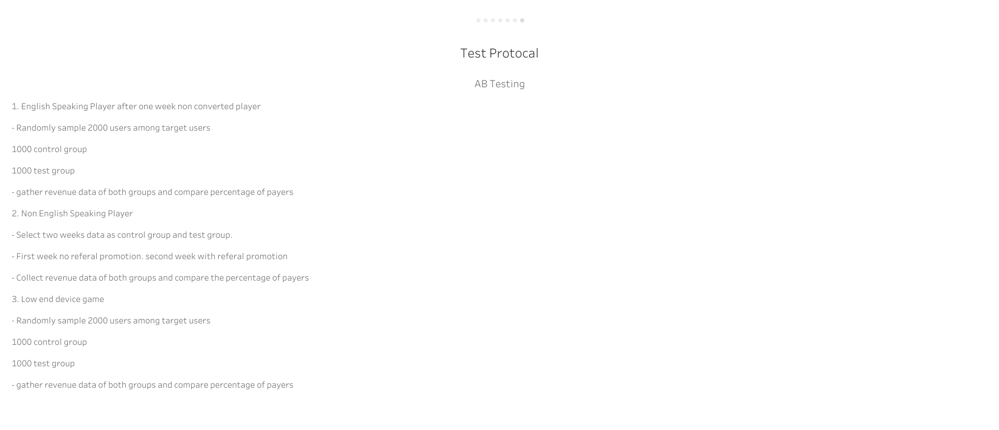 Test Protocal
AB Testing
1. English Speaking Player after one week non converted player
- Randomly sample 2000 users among target users
1000 control group
1000 test group
- gather revenue data of both groups and compare percentage of payers
2. Non English Speaking Player
- Select two weeks data as control group and test group.
- First week no referal promotion. second week with referal promotion
- Collect revenue data of both groups and compare the percentage of payers
3. Low end device game
- Randomly sample 2000 users among target users
1000 control group
1000 test group
- gather revenue data of both groups and compare percentage of payers